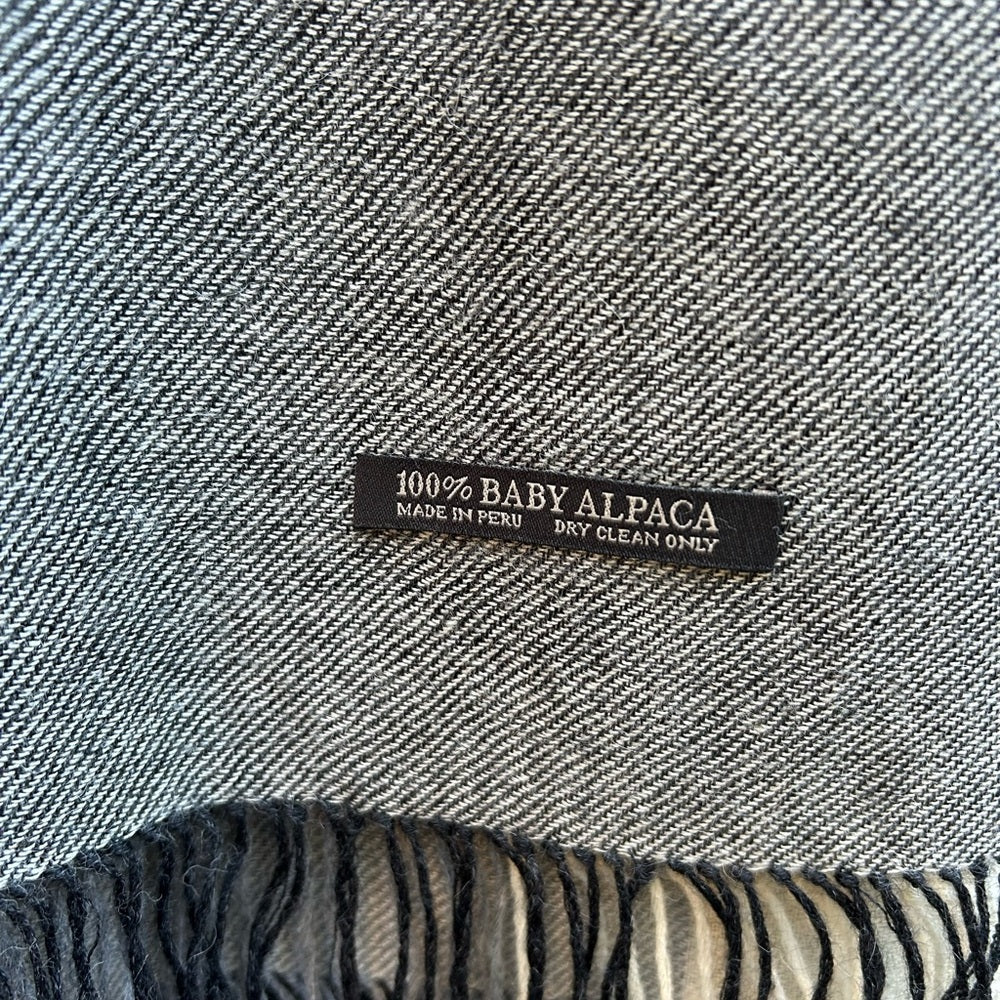 100% BABY ALPACA
MADE IN PERU DRY CLEAN ONLY